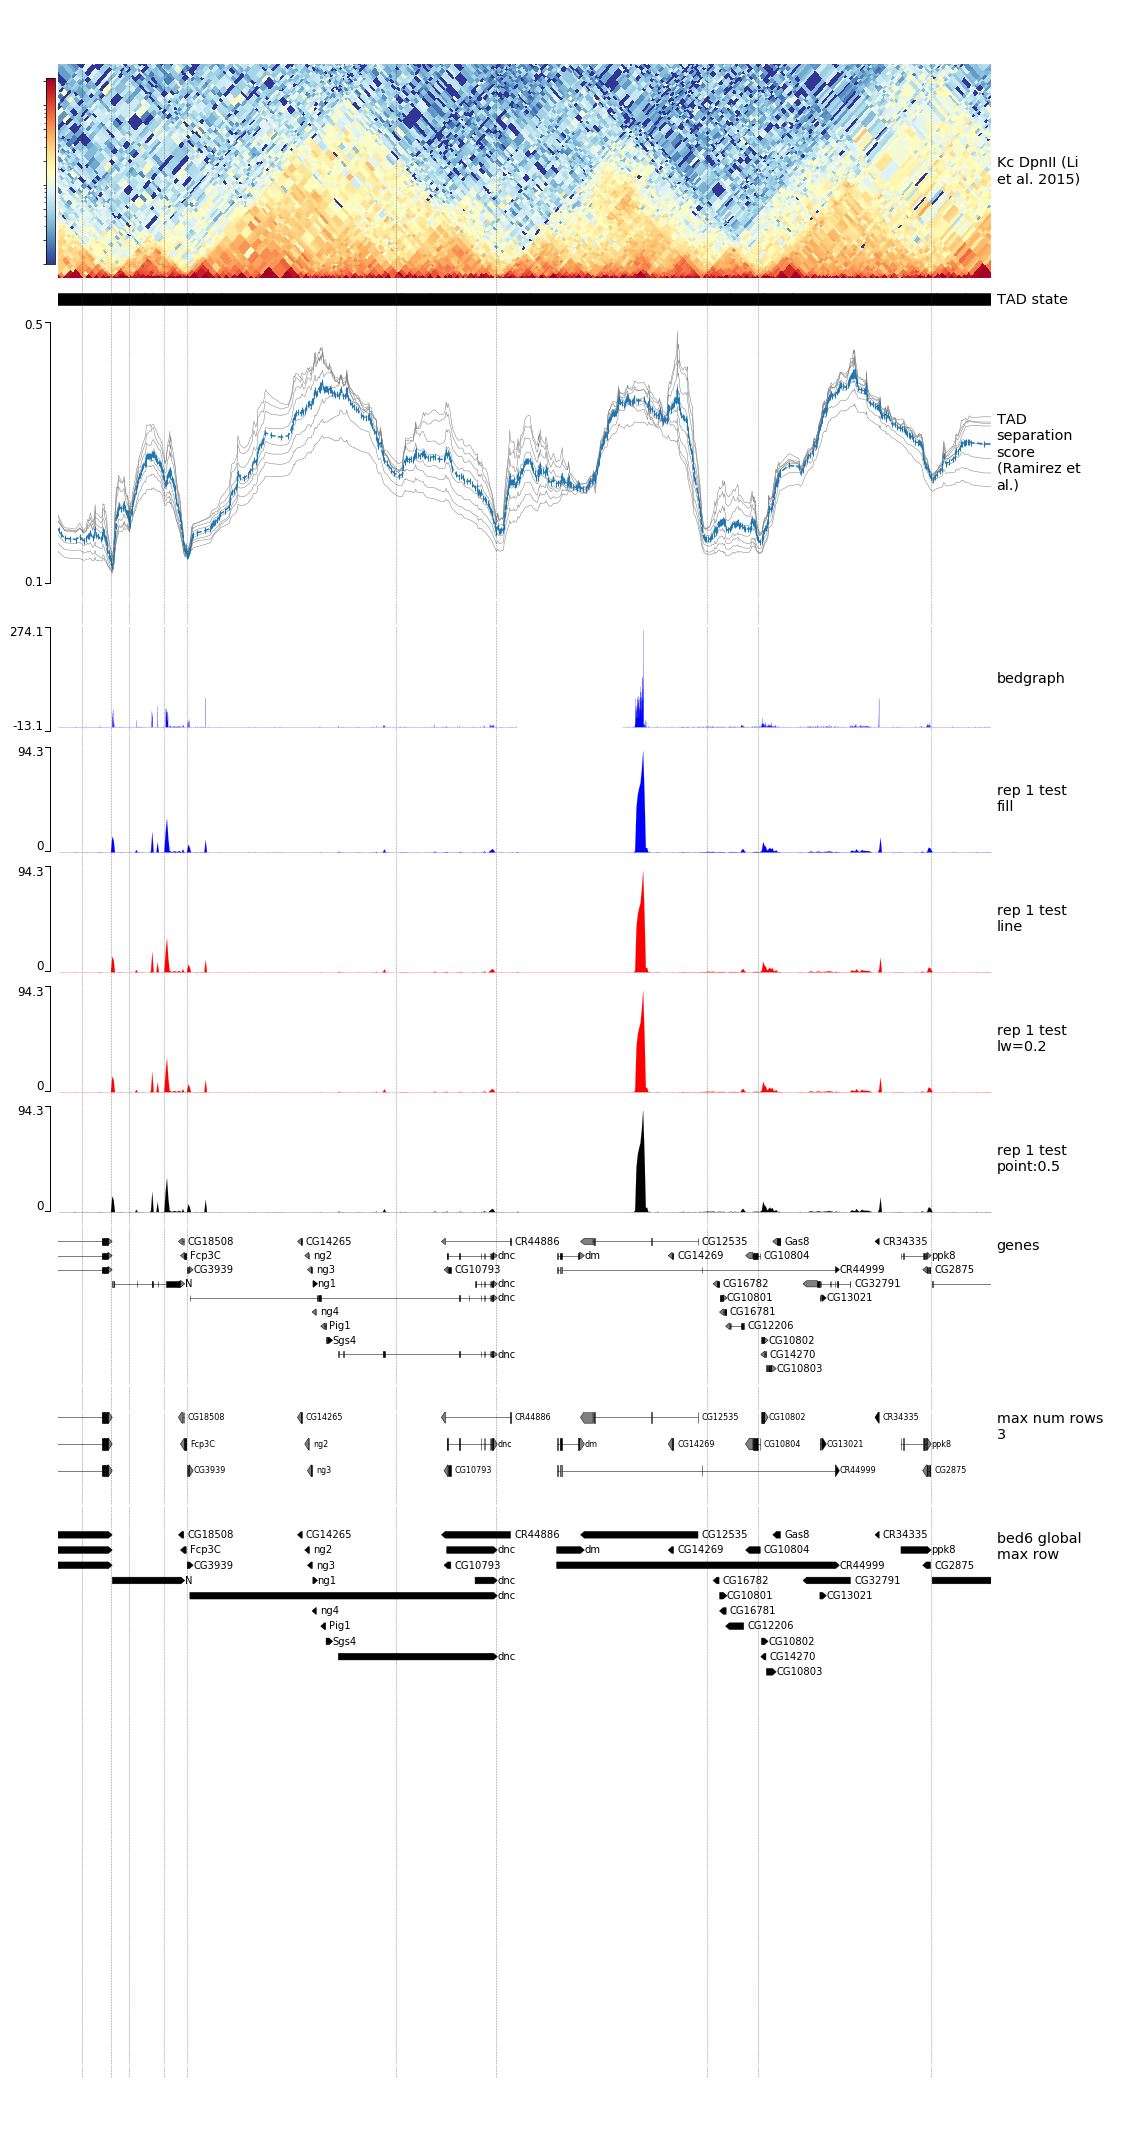 Kc DpnII (Li
et al. 2015)
TAD state
0.5
TAD
separation
score
(Ramirez et
al.)
0.1
274.1
bedgraph
-13.1
94.3
rep 1 test
fill
0
94.3
rep 1 test
line
0
94.3
rep 1 test
lw=0.2
0
94.3
rep 1 test
point:0.5
0
CG18508 CG14265 CR44886 CG12535 Gas8 CR34335 genes
Fcp3C ng2 dnc dm CG14269 CG10804 ppk8
CG3939 ng3 CG10793 CR44999 CG2875
N ng1 dnc CG16782 CG32791
dnc CG10801 CG13021
ng4 CG16781
Pig1 CG12206
Sgs4 CG10802
dnc CG14270
CG10803
CG18508 CG14265 CR44886 CG12535 CG10802 CR34335 max num rows
3
Fcp3C ng2 dnc dm CG14269 CG10804 CG13021 ppk8
CG3939 ng3 CG10793 CR44999 CG2875
CG18508 CG14265 CR44886 CG12535 Gas8 CR34335 bed6 global
max row
Fcp3C ng2 dnc dm CG14269 CG10804 ppk8
CG3939 ng3 CG10793 CR44999 CG2875
N ng1 dnc CG16782 CG32791
dnc CG10801 CG13021
ng4 CG16781
Pig1 CG12206
Sgs4 CG10802
dnc CG14270
CG10803